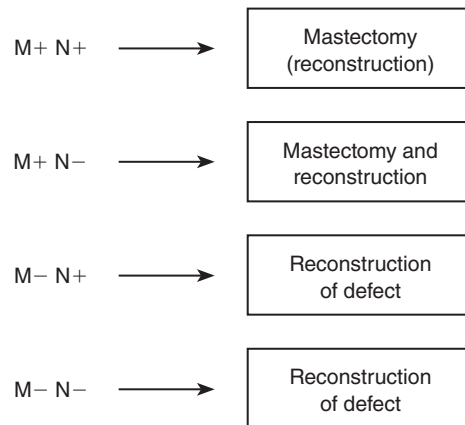 M+ N+
Mastectomy
(reconstruction)
M+ N−
Mastectomy and
reconstruction
M− N+
Reconstruction
of defect
M− N−
Reconstruction
of defect